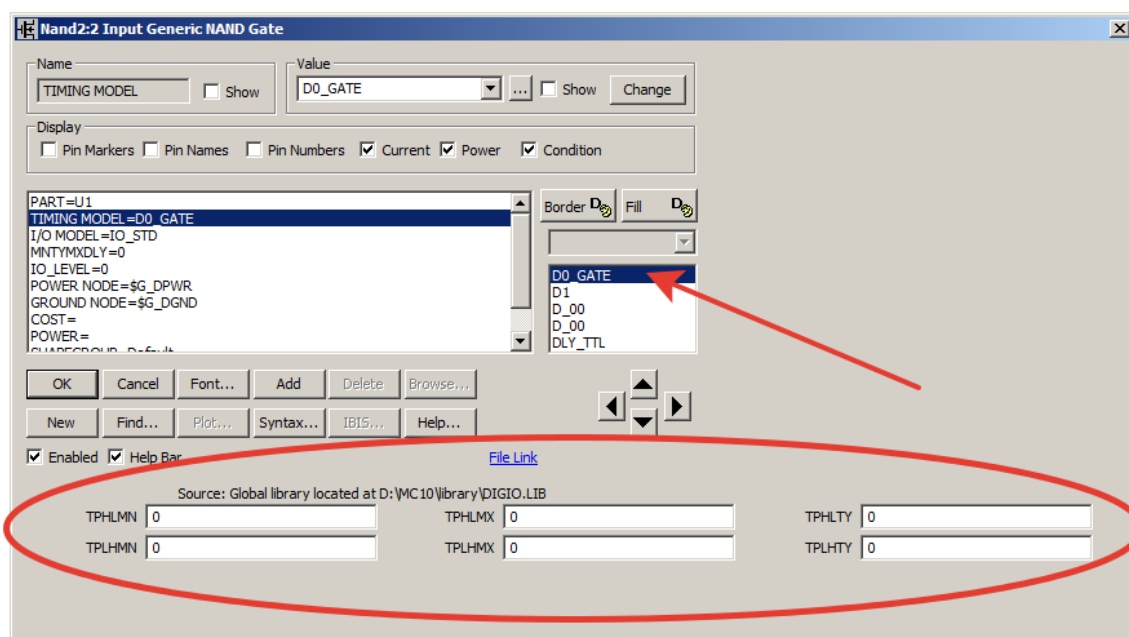 Nand2:2 Input Generic NAND Gate
Name
TIMING MODEL
Show
Value
D0_GATE
...
Show
Change
Display
Pin Markers
Pin Names
Pin Numbers
Current
Power
Condition
PART=U1
TIMING MODEL=D0_GATE
I/O MODEL=IO_STD
MNTYMXDLY=0
IO_LEVEL=0
POWER NODE=$G_DPWR
GROUND NODE=$G_DGND
COST=
POWER=
SHAPEGROUP=Default
Border
Fill
D0_GATE
D1
D_00
D_00
DLY_TTL
OK
Cancel
Font...
Add
Delete
Browse...
New
Find...
Plot...
Syntax...
IBIS...
Help...
Enabled
Help Bar
File Link
Source: Global library located at D:\MC10\library\DIGIO.LIB
TPHLMN 0
TPHLMX 0
TPHLTY 0
TPLHMN 0
TPLHMX 0
TPLHTY 0